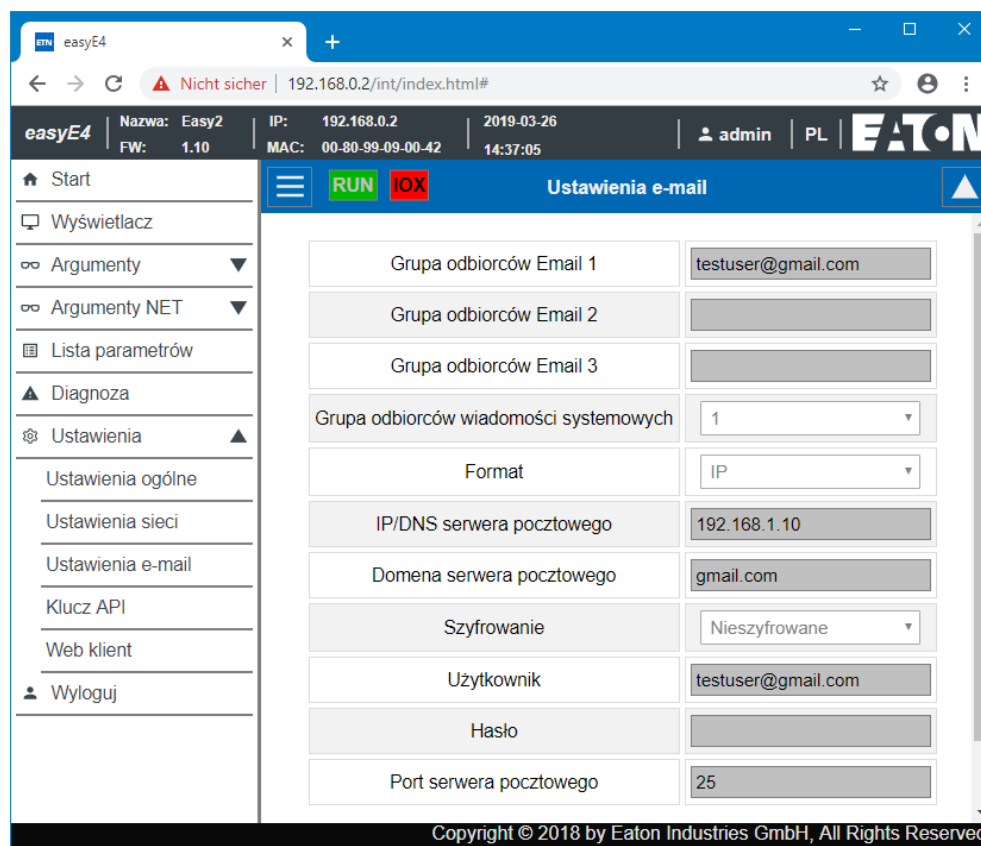 ETN easyE4
Nicht sicher | 192.168.0.2/int/index.html#
easyE4 Nazwa: Easy2 IP: 192.168.0.2 2019-03-26 admin PL EATON
FW: 1.10 MAC: 00-80-99-09-00-42 14:37:05
Start
Wyświetlacz
Argumenty
Argumenty NET
Lista parametrów
Diagnoza
Ustawienia
Ustawienia ogólne
Ustawienia sieci
Ustawienia e-mail
Klucz API
Web klient
Wyloguj
RUN IOX Ustawienia e-mail
Grupa odbiorców Email 1 testuser@gmail.com
Grupa odbiorców Email 2
Grupa odbiorców Email 3
Grupa odbiorców wiadomości systemowych 1
Format IP
IP/DNS serwera pocztowego 192.168.1.10
Domena serwera pocztowego gmail.com
Szyfrowanie Nieszyfrowane
Użytkownik testuser@gmail.com
Hasło
Port serwera pocztowego 25
Copyright © 2018 by Eaton Industries GmbH, All Rights Reserved